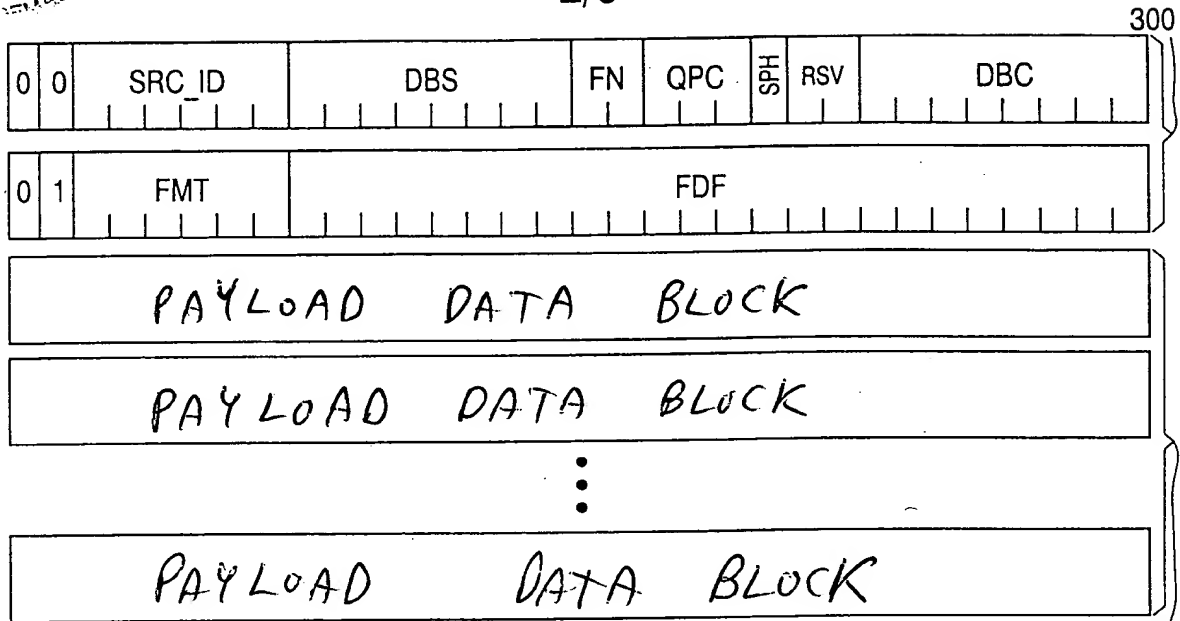 300
0 0 SRC_ID DBS FN QPC SPH RSV DBC
0 1 FMT FDF
PAYLOAD DATA BLOCK
PAYLOAD DATA BLOCK
PAYLOAD DATA BLOCK